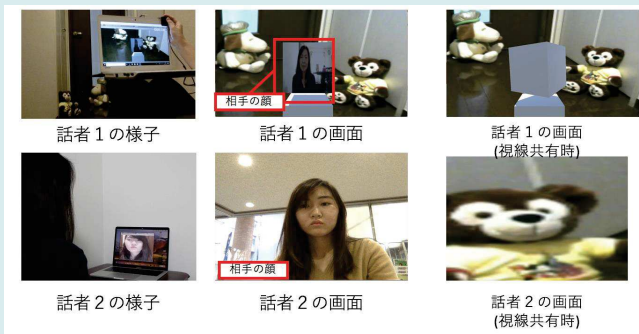 相手の顔
話者１の様子
話者１の画面
話者１の画面
(視線共有時)
相手の顔
話者２の様子
話者２の画面
話者２の画面
(視線共有時)